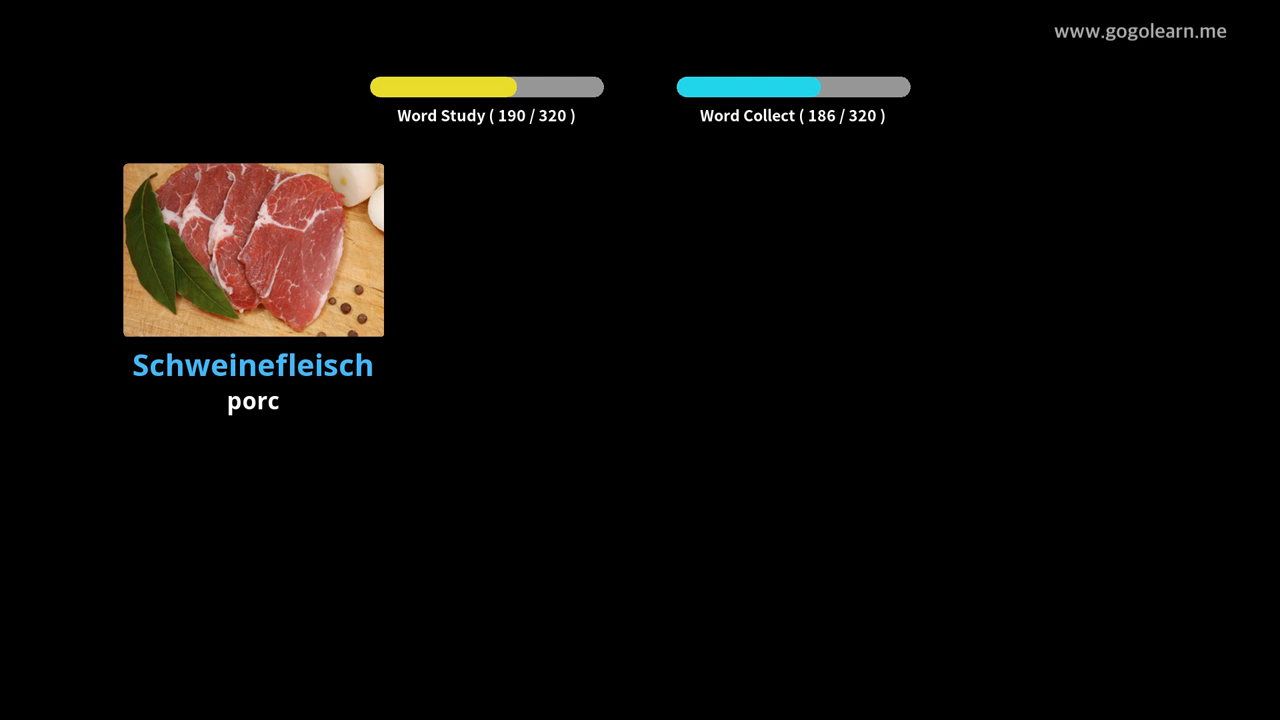 www.gogolearn.me
Word Study ( 190 / 320 )
Word Collect ( 186 / 320 )
Schweinefleisch
porc